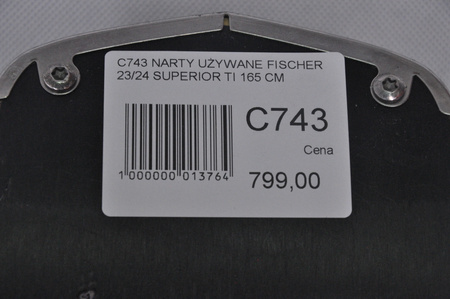 C743 NARTY UŻYWANE FISCHER
23/24 SUPERIOR TI 165 CM
C743
Cena
799,00
1 000000 013764